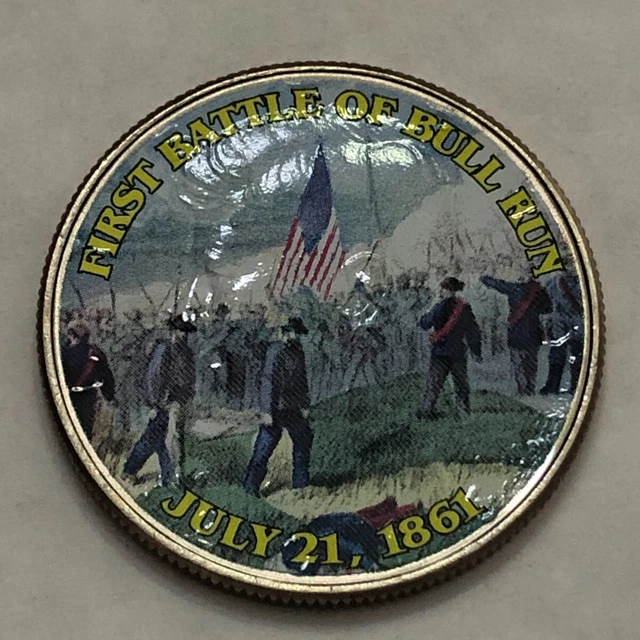 FIRST BATTLE OF BULL RUN
JULY 21, 1861